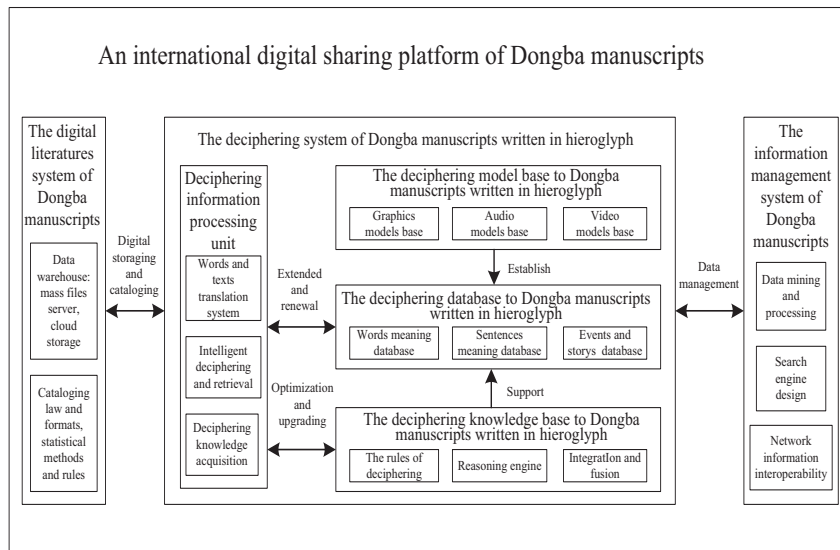 An international digital sharing platform of Dongba manuscripts
The digital
literatures
system of
Dongba
manuscripts
Data
warehouse:
mass files
server,
cloud
storage
Cataloging
law and
formats,
statistical
methods
and rules
Digital
storaging
and
cataloging
The deciphering system of Dongba manuscripts written in hieroglyph
Deciphering
information
processing
unit
Words and
texts
translation
system
Intelligent
deciphering
and retrieval
Deciphering
knowledge
acquisition
Extended
and
renewal
Optimization
and
upgrading
The deciphering model base to Dongba
manuscripts written in hieroglyph
Graphics
models base
Audio
models base
Video
models base
Establish
The deciphering database to Dongba manuscripts
written in hieroglyph
Words meaning
database
Sentences
meaning database
Events and
storys database
Support
The deciphering knowledge base to Dongba
manuscripts written in hieroglyph
The rules of
deciphering
Reasoning engine
IntegratIon and
fusion
Data
management
The
information
management
system of
Dongba
manuscripts
Data mining
and
processing
Search
engine
design
Network
information
interoperability